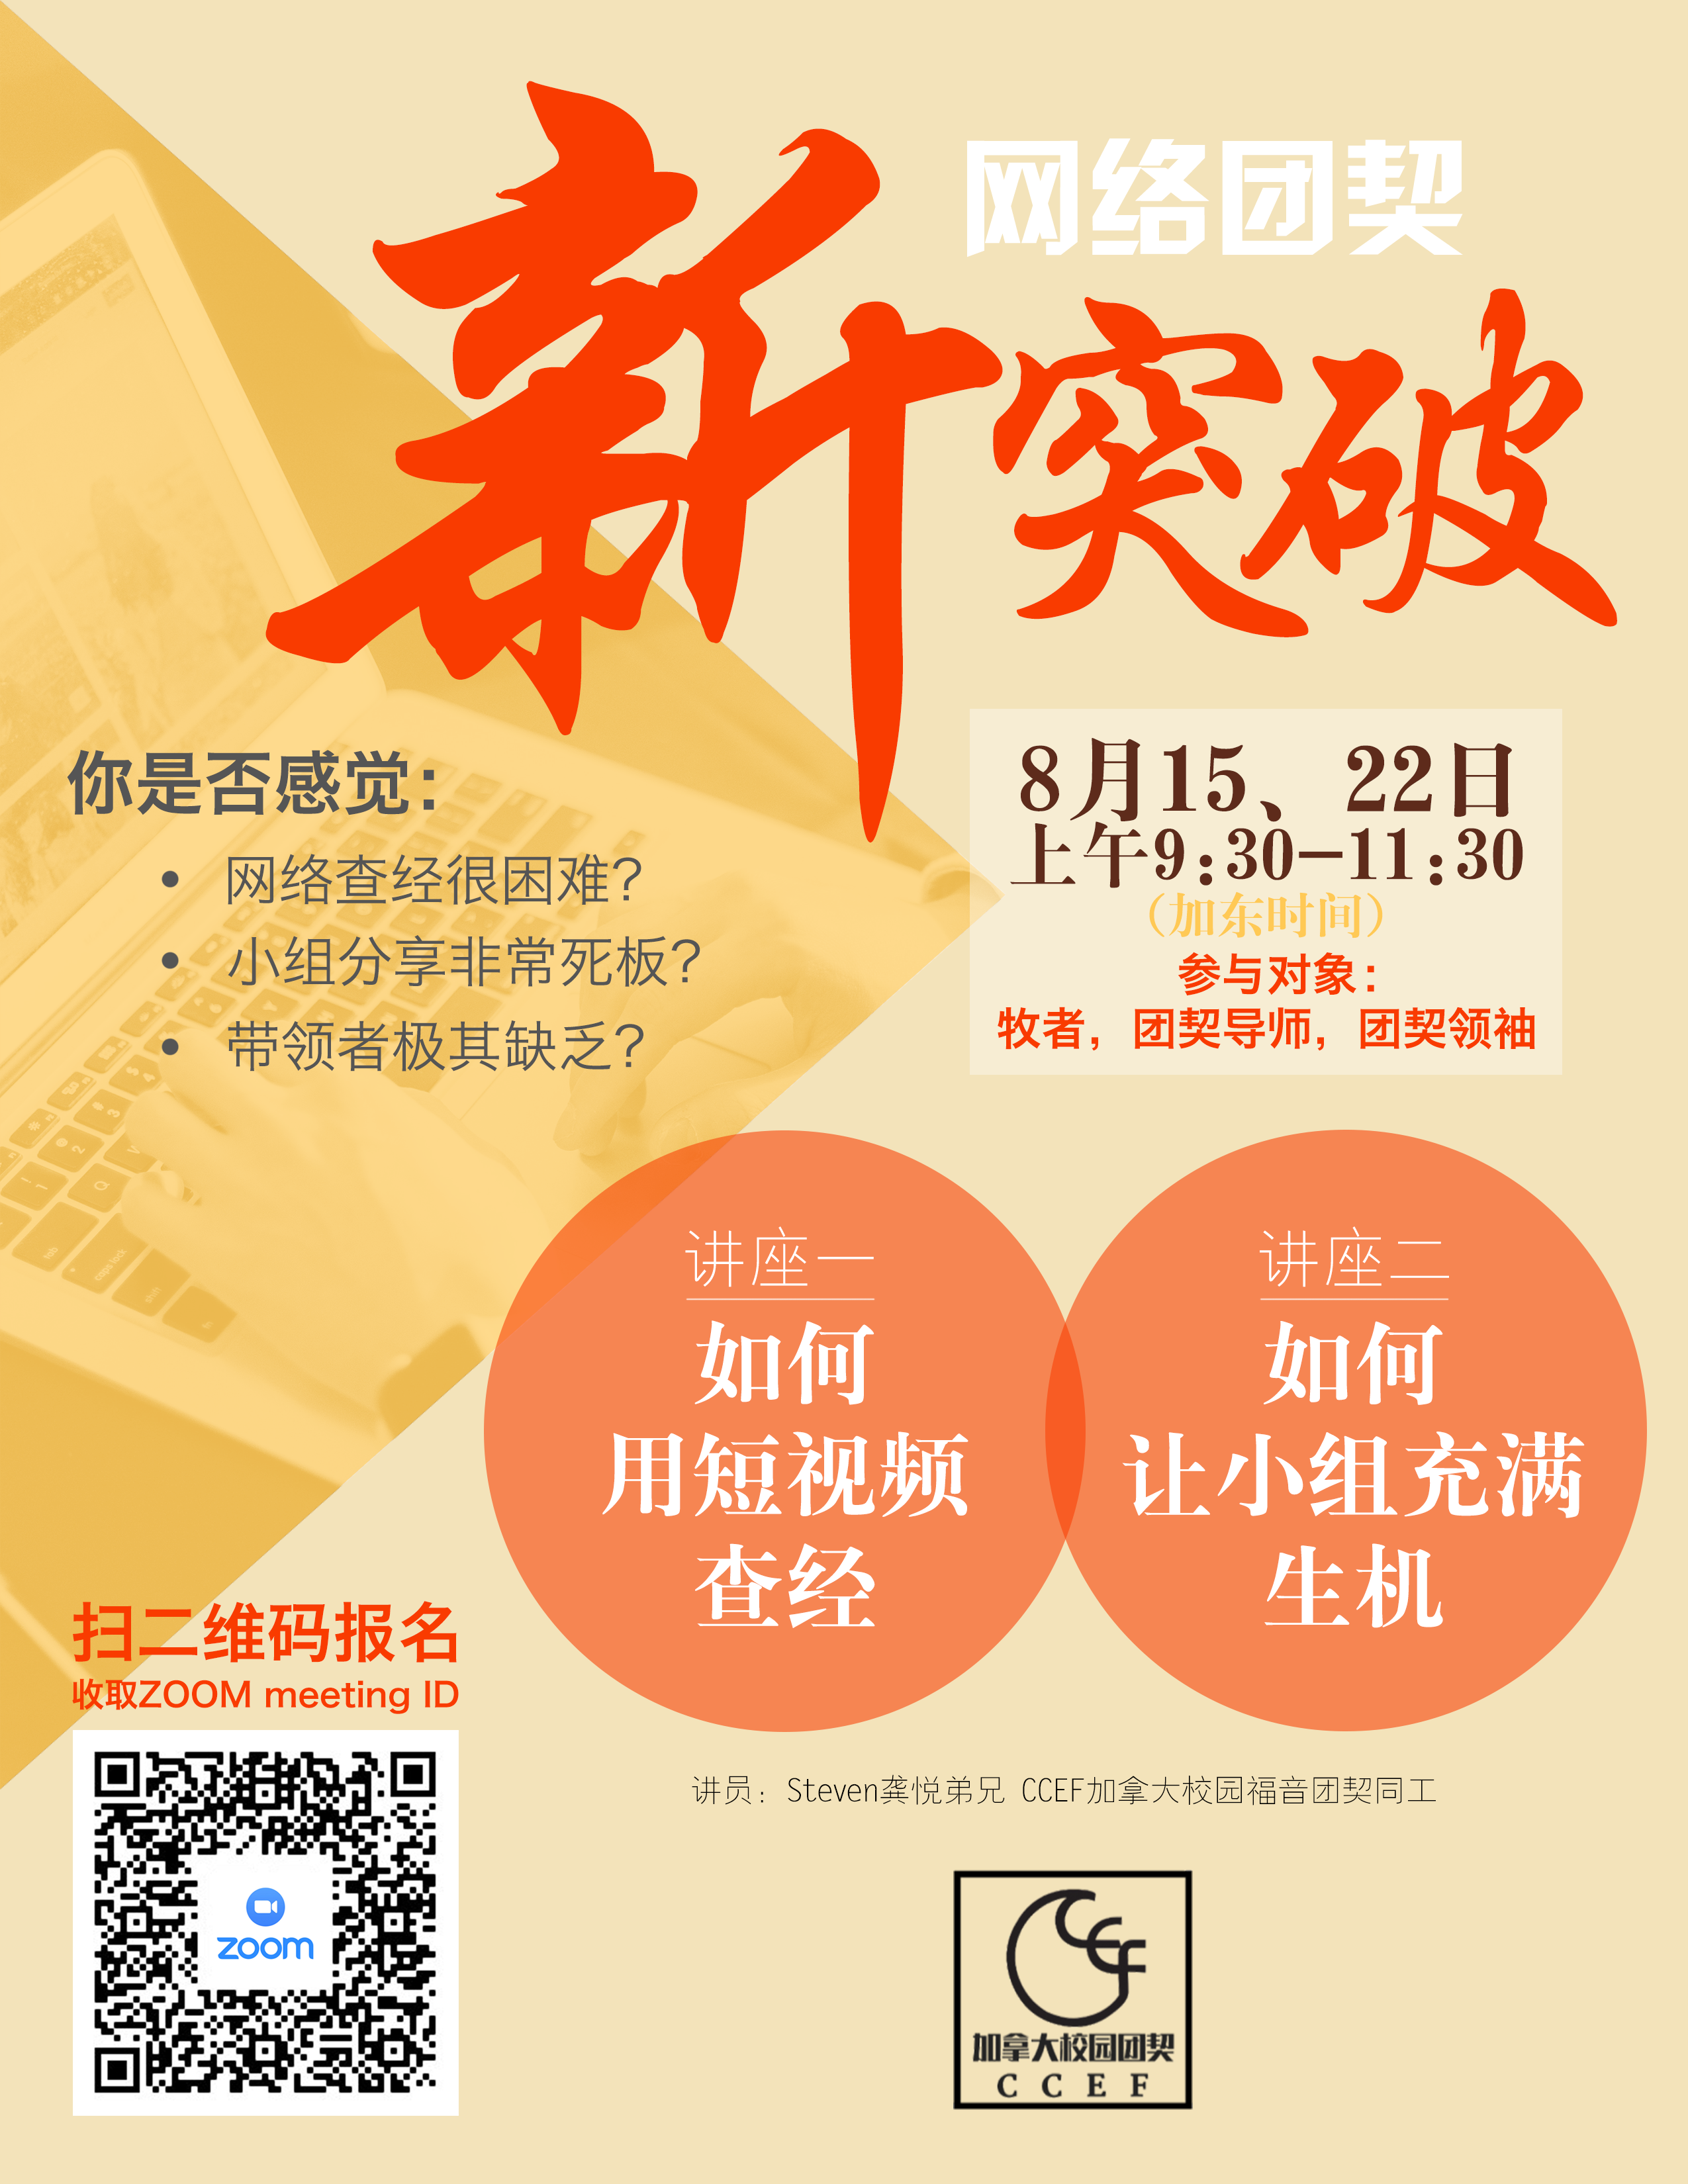 网络团契
新突破
你是否感觉：
• 网络查经很困难？
• 小组分享非常死板？
• 带领者极其缺乏？
8月15、22日
上午9:30-11:30
（加东时间）
参与对象：
牧者，团契导师，团契领袖
讲座一
如何
用短视频
查经
讲座二
如何
让小组充满
生机
扫二维码报名
收取ZOOM meeting ID
zoom
讲员：Steven龚悦弟兄 CCEF加拿大校园福音团契同工
加拿大校园团契
CCEF